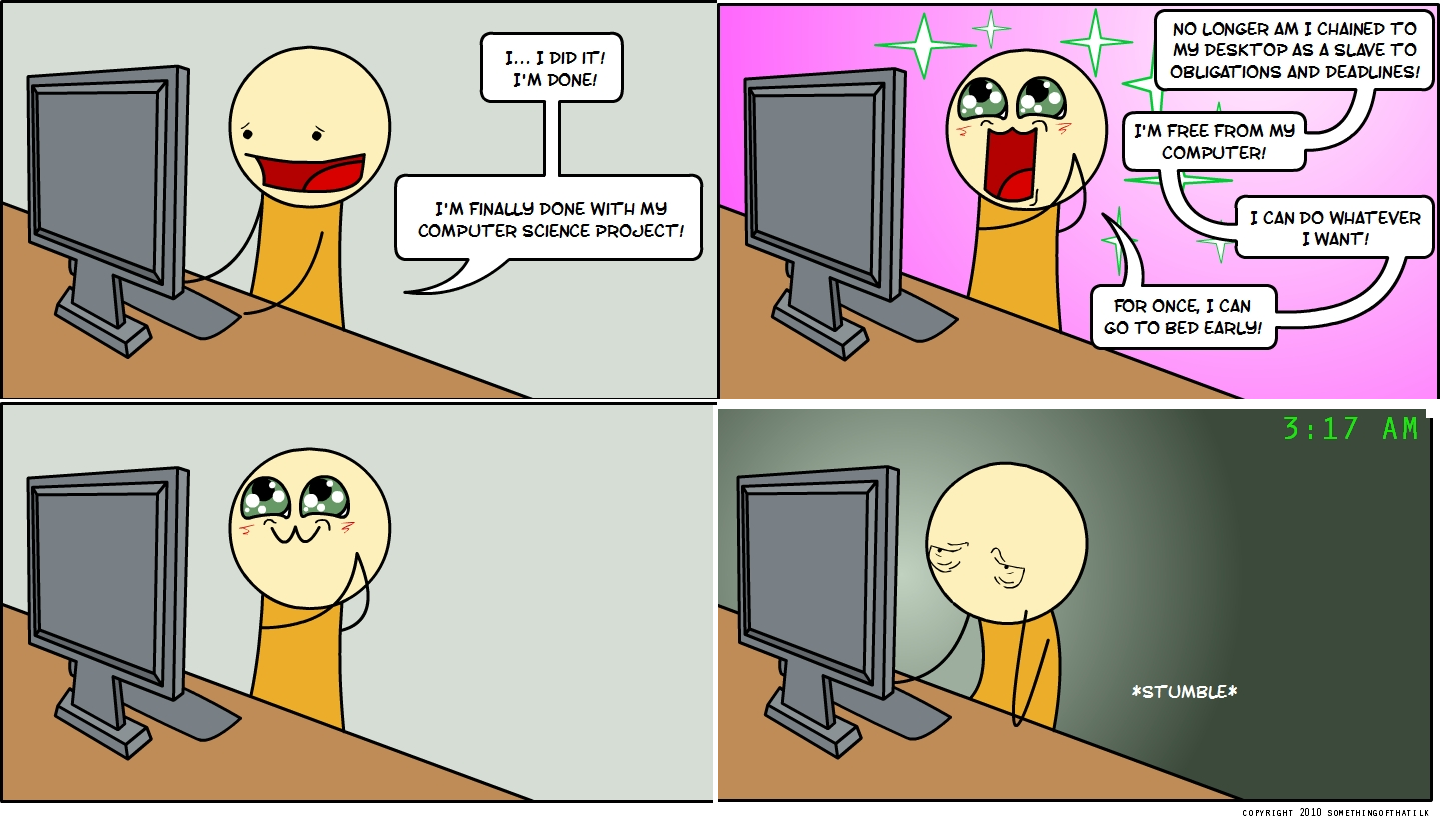 I... I DID IT!
I'M DONE!
I'M FINALLY DONE WITH MY
COMPUTER SCIENCE PROJECT!
NO LONGER AM I CHAINED TO
MY DESKTOP AS A SLAVE TO
OBLIGATIONS AND DEADLINES!
I'M FREE FROM MY
COMPUTER!
I CAN DO WHATEVER
I WANT!
FOR ONCE, I CAN
GO TO BED EARLY!
3:17 AM
*STUMBLE*
COPYRIGHT 2010 SOMETHINGOFTHATILK